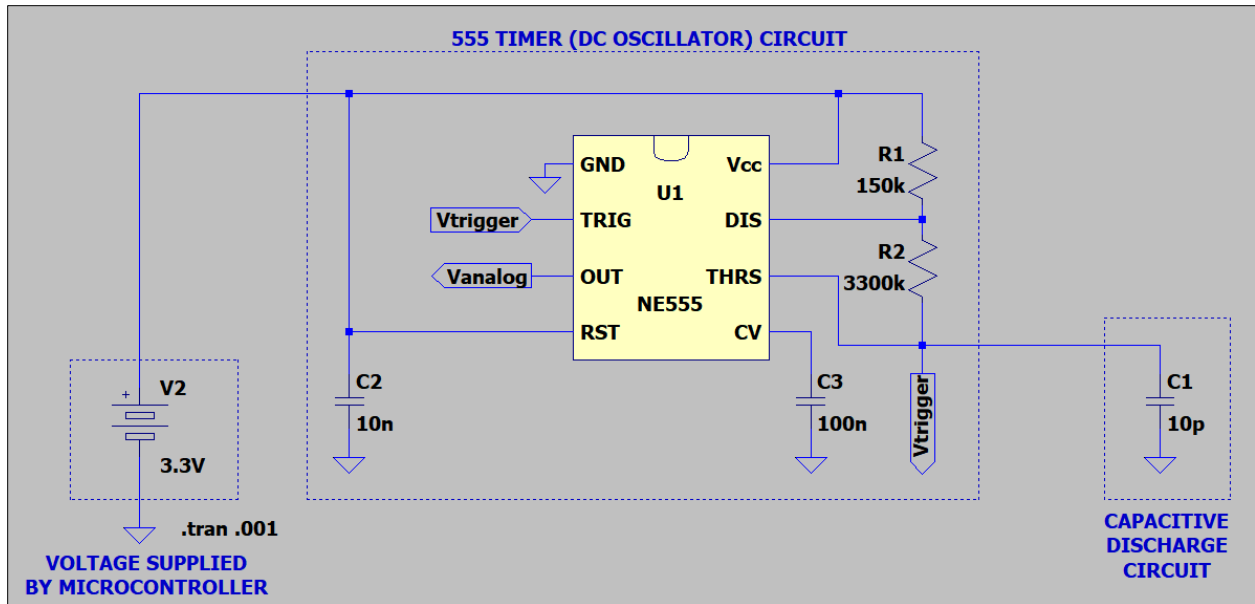 555 TIMER (DC OSCILLATOR) CIRCUIT
GND
Vcc
R1
150k
U1
Vtrigger
TRIG
DIS
R2
3300k
Vanalog
OUT
THRS
NE555
RST
CV
V2
+
3.3V
C2
10n
C3
100n
Vtrigger
C1
10p
.tran .001
VOLTAGE SUPPLIED
BY MICROCONTROLLER
CAPACITIVE
DISCHARGE
CIRCUIT